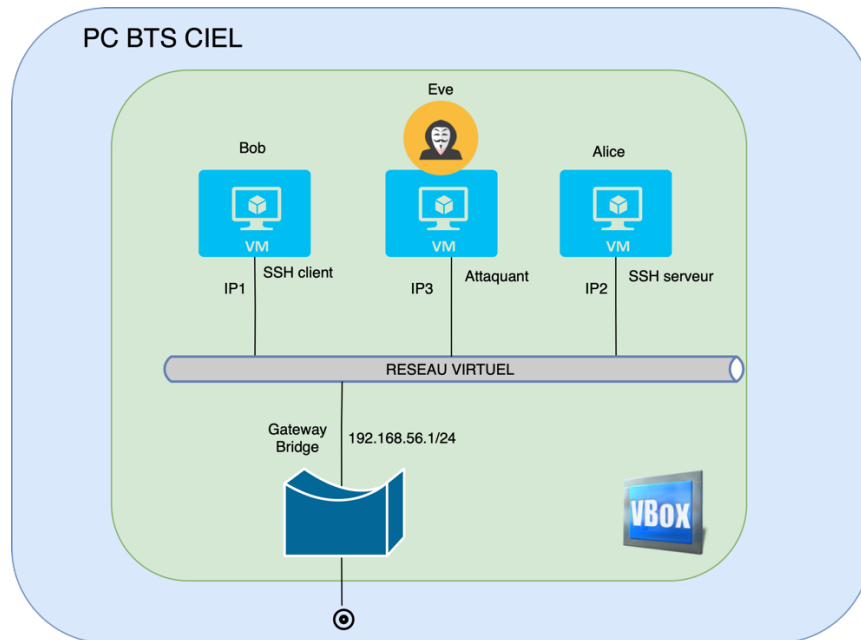 PC BTS CIEL
Eve
Bob
Alice
VM
VM
VM
SSH client
Attaquant
SSH serveur
IP1
IP3
IP2
RESEAU VIRTUEL
Gateway
Bridge
192.168.56.1/24
VBox